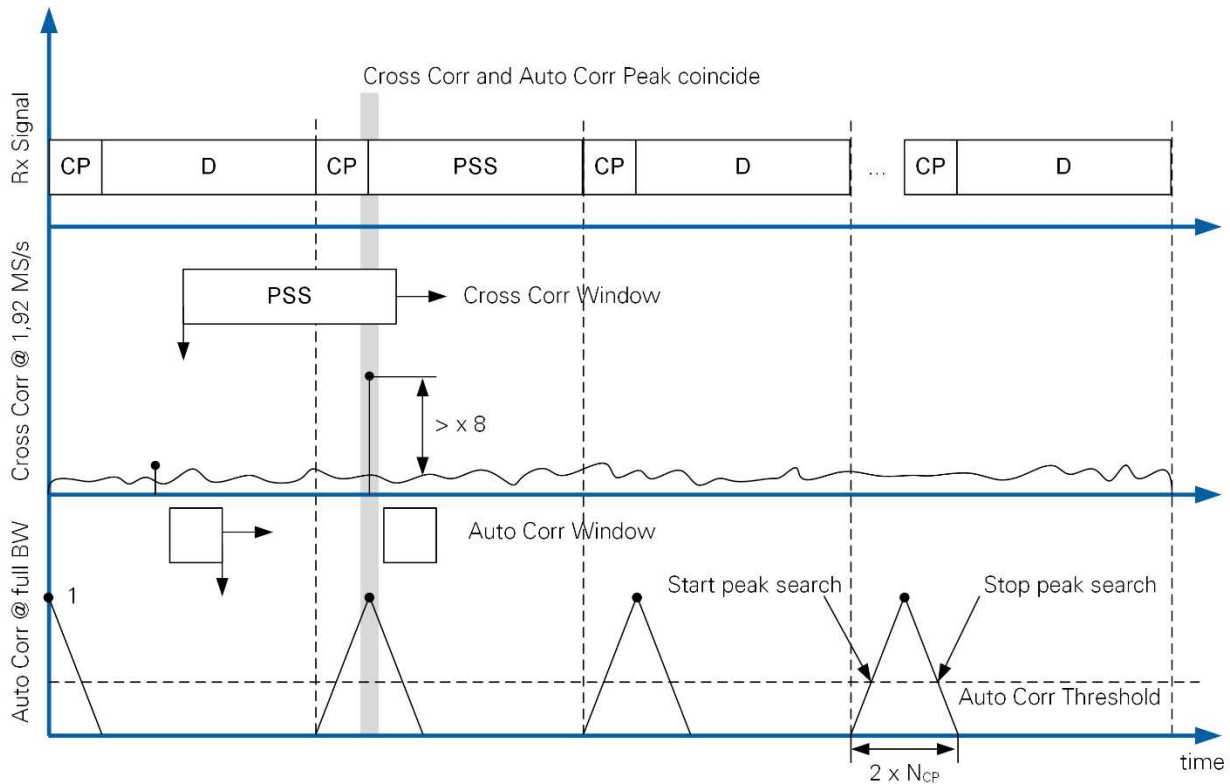 Cross Corr and Auto Corr Peak coincide
Rx Signal
CP
D
CP
PSS
CP
D
...
CP
D
Cross Corr @ 1,92 MS/s
PSS
Cross Corr Window
> x 8
Auto Corr @ full BW
Auto Corr Window
1
Start peak search
Stop peak search
Auto Corr Threshold
2 x NCP
time